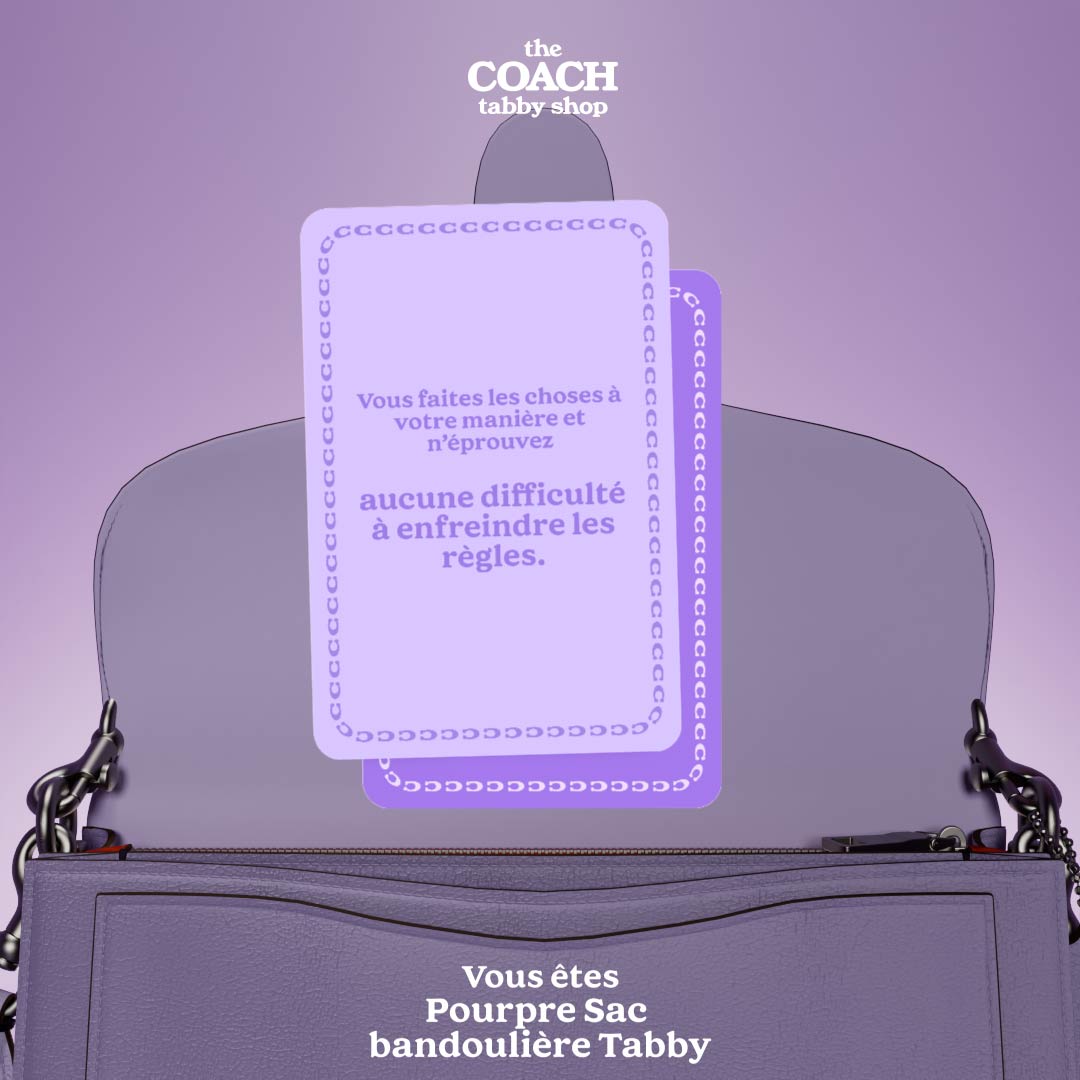 the
COACH
tabby shop
Vous faites les choses à
votre manière et
n’éprouvez
aucune difficulté
à enfreindre les
règles.
Vous êtes
Pourpre Sac
bandoulière Tabby